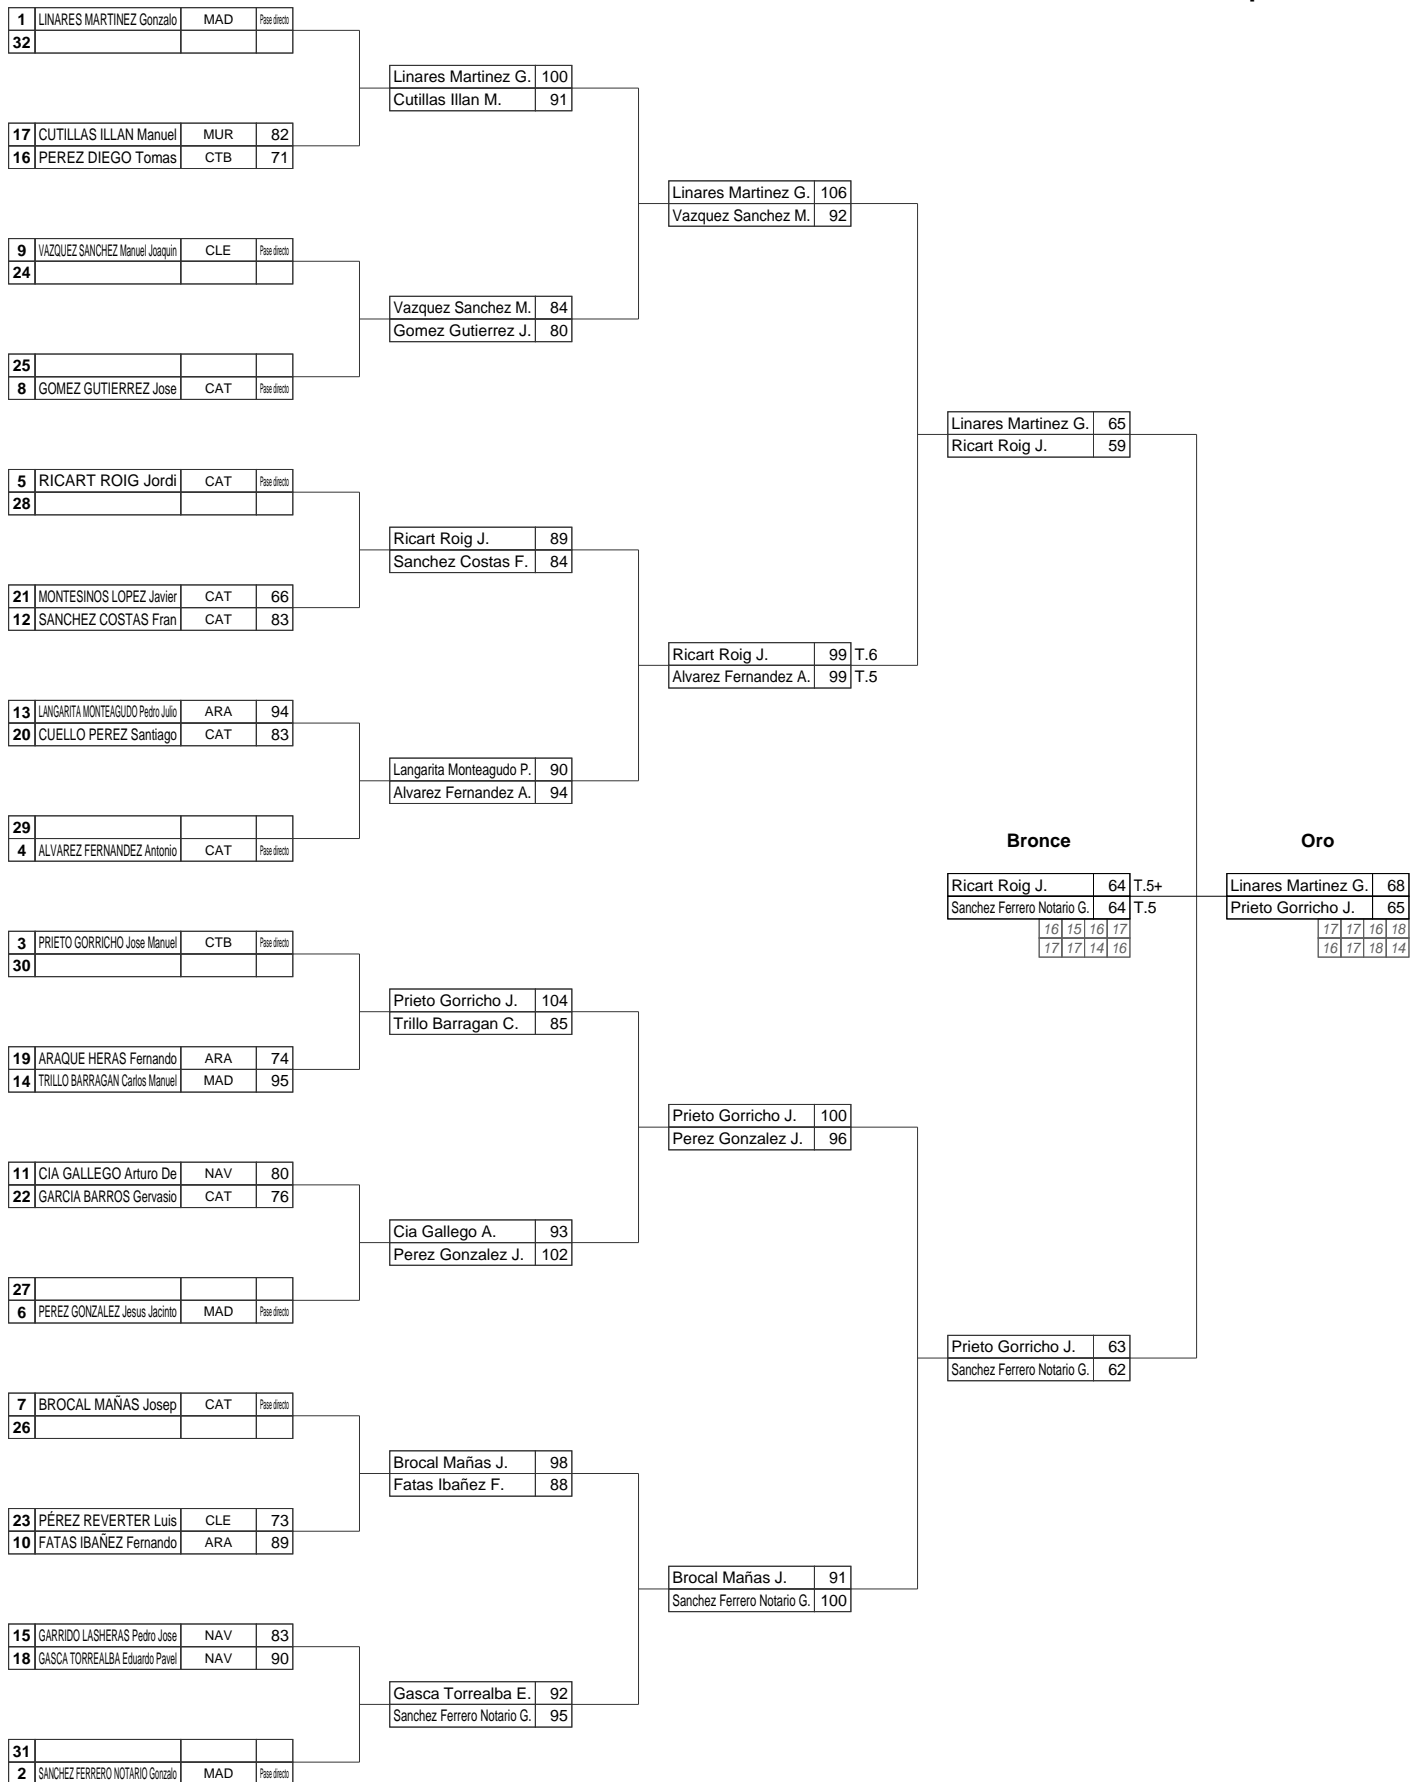 1 LINARES MARTINEZ Gonzalo MAD Pase directo
32
Linares Martinez G. 100
Cutillas Illan M. 91
17 CUTILLAS ILLAN Manuel MUR 82
16 PEREZ DIEGO Tomas CTB 71
Linares Martinez G. 106
Vazquez Sanchez M. 92
9 VAZQUEZ SANCHEZ Manuel Joaquin CLE Pase directo
24
Vazquez Sanchez M. 84
Gomez Gutierrez J. 80
25
8 GOMEZ GUTIERREZ Jose CAT Pase directo
Linares Martinez G. 65
Ricart Roig J. 59
5 RICART ROIG Jordi CAT Pase directo
28
Ricart Roig J. 89
Sanchez Costas F. 84
21 MONTESINOS LOPEZ Javier CAT 66
12 SANCHEZ COSTAS Fran CAT 83
Ricart Roig J. 99 T.6
Alvarez Fernandez A. 99 T.5
13 LANGARITA MONTEAGUDO Pedro Julio ARA 94
20 CUELLO PEREZ Santiago CAT 83
Langarita Monteagudo P. 90
Alvarez Fernandez A. 94
29
4 ALVAREZ FERNANDEZ Antonio CAT Pase directo
Bronce Oro
Ricart Roig J. 64 T.5+ Linares Martinez G. 68
Sanchez Ferrero Notario G. 64 T.5 Prieto Gorricho J. 65
16 15 16 17 17 17 16 18
17 17 14 16 16 17 18 14
3 PRIETO GORRICHO Jose Manuel CTB Pase directo
30
Prieto Gorricho J. 104
Trillo Barragan C. 85
19 ARAQUE HERAS Fernando ARA 74
14 TRILLO BARRAGAN Carlos Manuel MAD 95
Prieto Gorricho J. 100
Perez Gonzalez J. 96
11 CIA GALLEGO Arturo De NAV 80
22 GARCIA BARROS Gervasio CAT 76
Cia Gallego A. 93
Perez Gonzalez J. 102
27
6 PEREZ GONZALEZ Jesus Jacinto MAD Pase directo
Prieto Gorricho J. 63
Sanchez Ferrero Notario G. 62
7 BROCAL MAÑAS Josep CAT Pase directo
26
Brocal Mañas J. 98
Fatas Ibañez F. 88
23 PÉREZ REVERTER Luis CLE 73
10 FATAS IBAÑEZ Fernando ARA 89
Brocal Mañas J. 91
Sanchez Ferrero Notario G. 100
15 GARRIDO LASHERAS Pedro Jose NAV 83
18 GASCA TORREALBA Eduardo Pavel NAV 90
Gasca Torrealba E. 92
Sanchez Ferrero Notario G. 95
31
2 SANCHEZ FERRERO NOTARIO Gonzalo MAD Pase directo